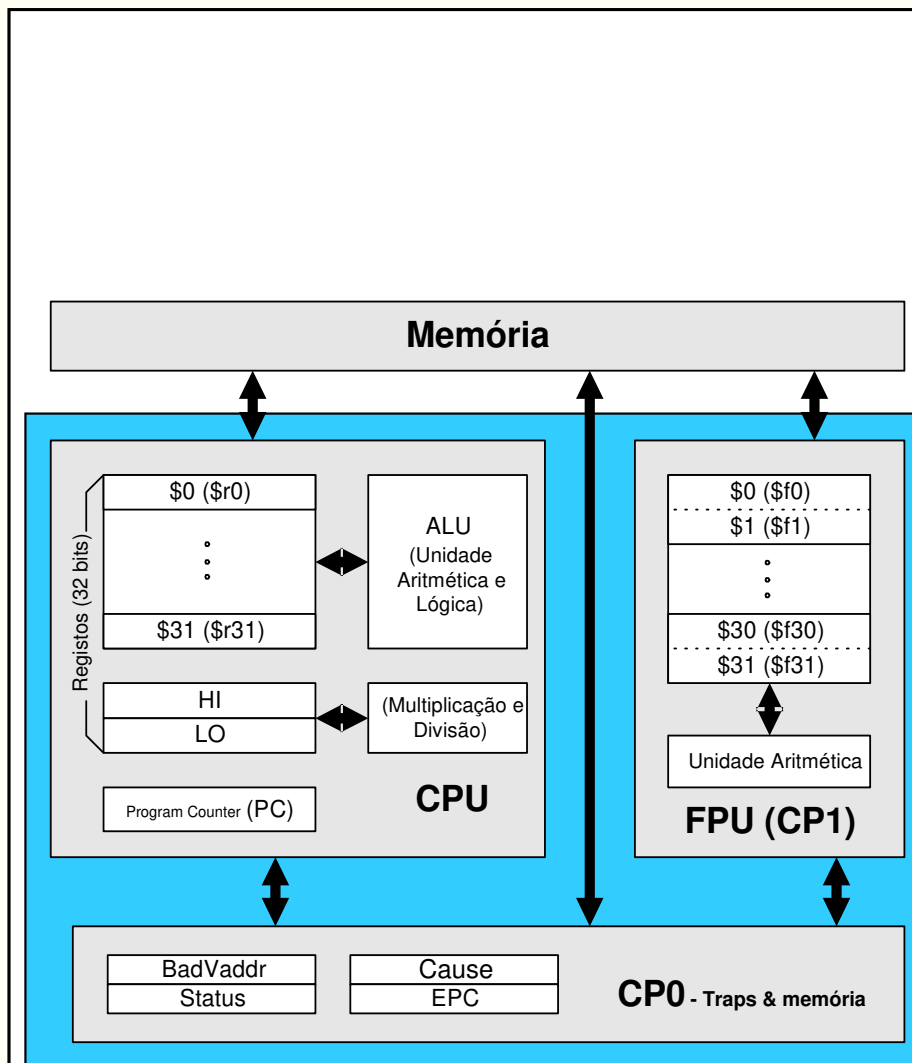 Memória
Registos (32 bits)
$0 ($r0)
$31 ($r31)
HI
LO
Program Counter (PC)
ALU
(Unidade
Aritmética e
Lógica)
(Multiplicação e
Divisão)
CPU
$0 ($f0)
$1 ($f1)
$30 ($f30)
$31 ($f31)
Unidade Aritmética
FPU (CP1)
BadVaddr
Status
Cause
EPC
CP0 - Traps & memória